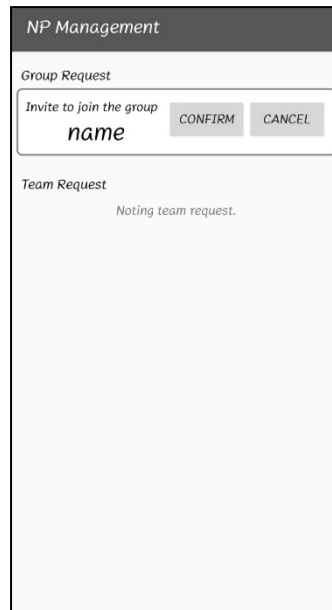 NP Management
Group Request
Invite to join the group
name
CONFIRM
CANCEL
Team Request
Noting team request.